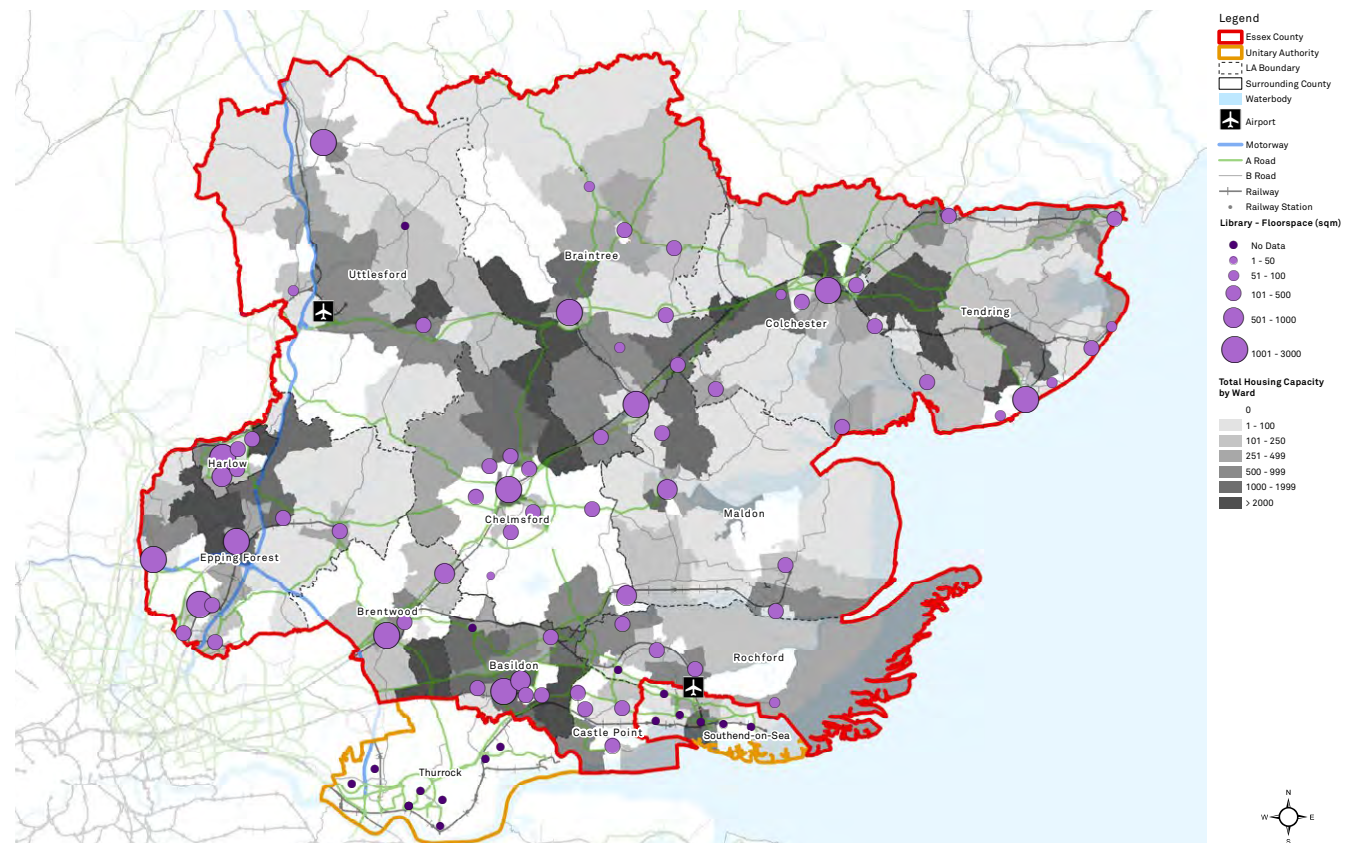 Legend
Essex County
Unitary Authority
LA Boundary
Surrounding County
Waterbody
Airport
Motorway
A Road
B Road
Railway
Railway Station
Library - Floorspace (sqm)
No Data
1 - 50
51 - 100
101 - 500
501 - 1000
1001 - 3000
Total Housing Capacity
by Ward
0
1 - 100
101 - 250
251 - 499
500 - 999
1000 - 1999
> 2000
Uttlesford
Braintree
Colchester
Tendring
Harlow
Chelmsford
Maldon
Epping Forest
Brentwood
Basildon
Rochford
Castle Point
Southend-on-Sea
Thurrock
N
W
E
S